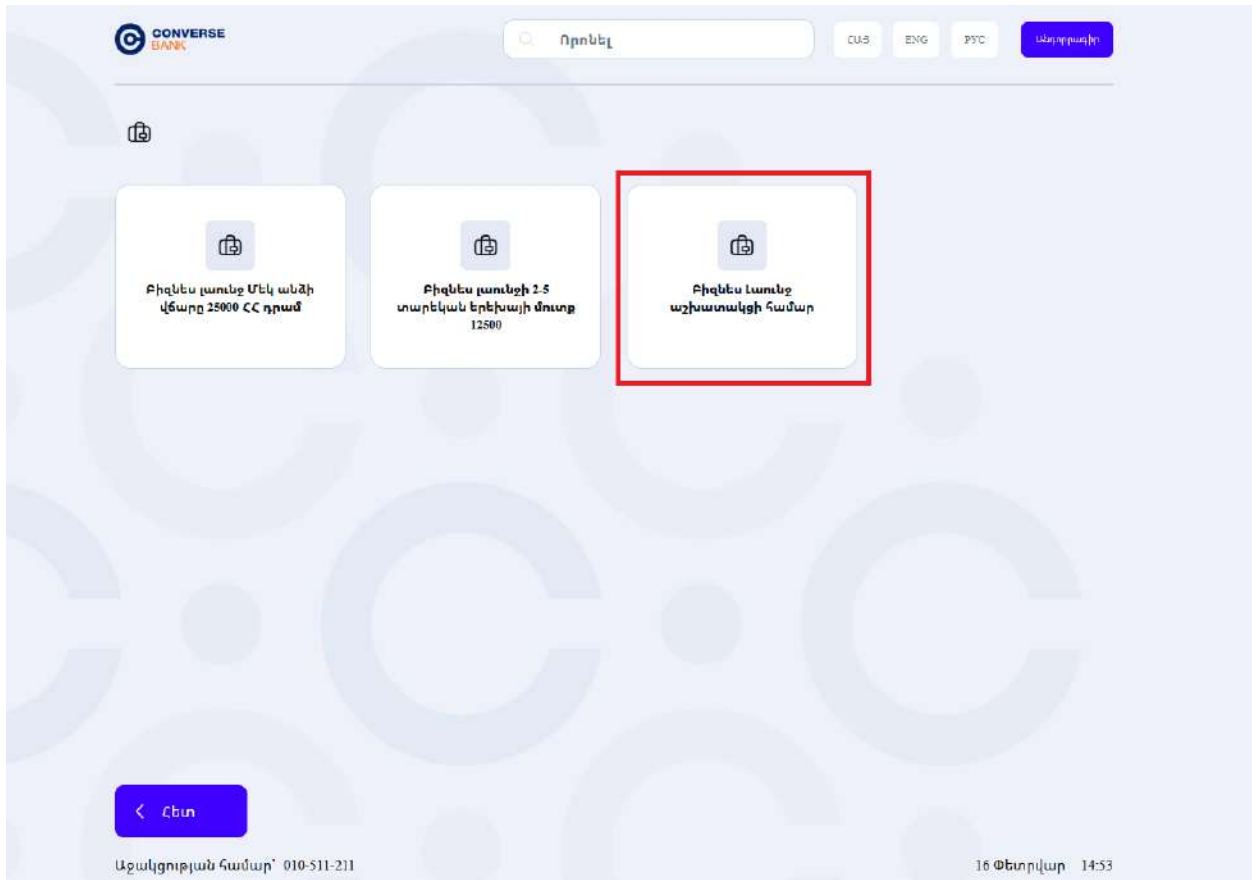 CONVERSE
BANK
Որոնել
ՀԱՅ
ENG
РУС
Անդորրագիր
Բիզնես լաունջ Մեկ անձի
վճարը 25000 ՀՀ դրամ
Բիզնես լաունջի 2-5
տարեկան երեխայի մուտք
12500
Բիզնես Լաունջ
աշխատակցի համար
Հետ
Աջակցության համար՝ 010-511-211
16 Փետրվար 14:53